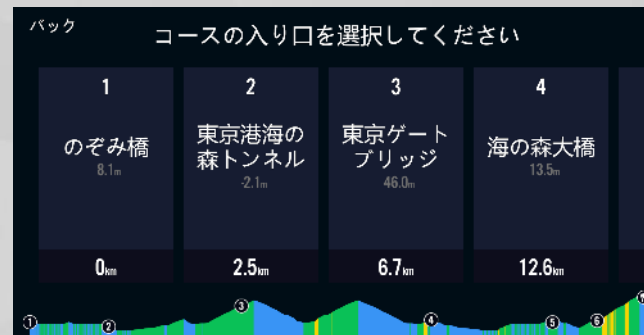 バック
コースの入り口を選択してください
1
のぞみ橋
8.1m
0km
2
東京港海の
森トンネル
-2.1m
2.5km
3
東京ゲート
ブリッジ
46.0m
6.7km
4
海の森大橋
13.5m
12.6km
1
2
3
4
5
6